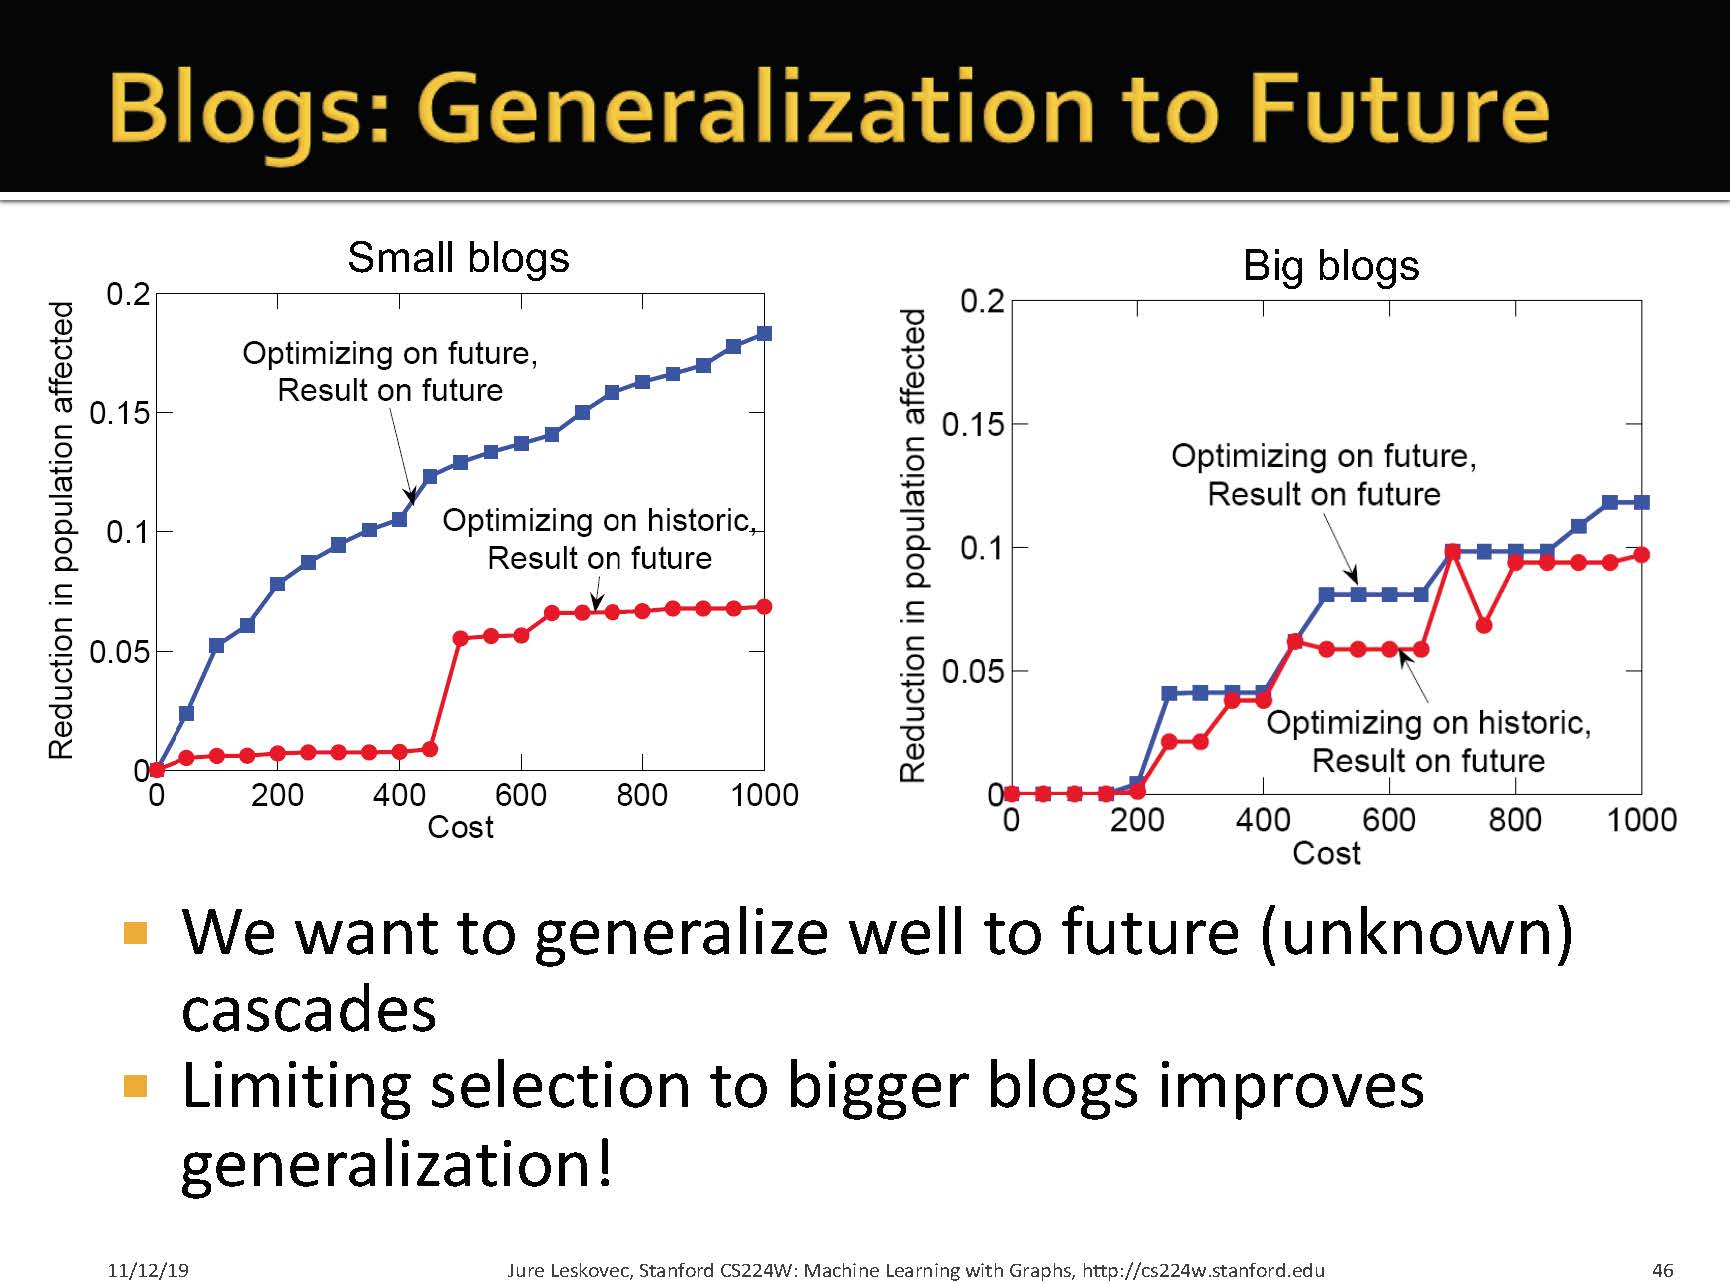 Blogs: Generalization to Future
Small blogs
Reduction in population affected
0.2
0.15
0.1
0.05
0
0 200 400 600 800 1000
Cost
Optimizing on future,
Result on future
Optimizing on historic,
Result on future
Big blogs
Reduction in population affected
0.2
0.15
0.1
0.05
0
0 200 400 600 800 1000
Cost
Optimizing on future,
Result on future
Optimizing on historic,
Result on future
We want to generalize well to future (unknown)
cascades
Limiting selection to bigger blogs improves
generalization!
11/12/19 Jure Leskovec, Stanford CS224W: Machine Learning with Graphs, http://cs224w.stanford.edu 46